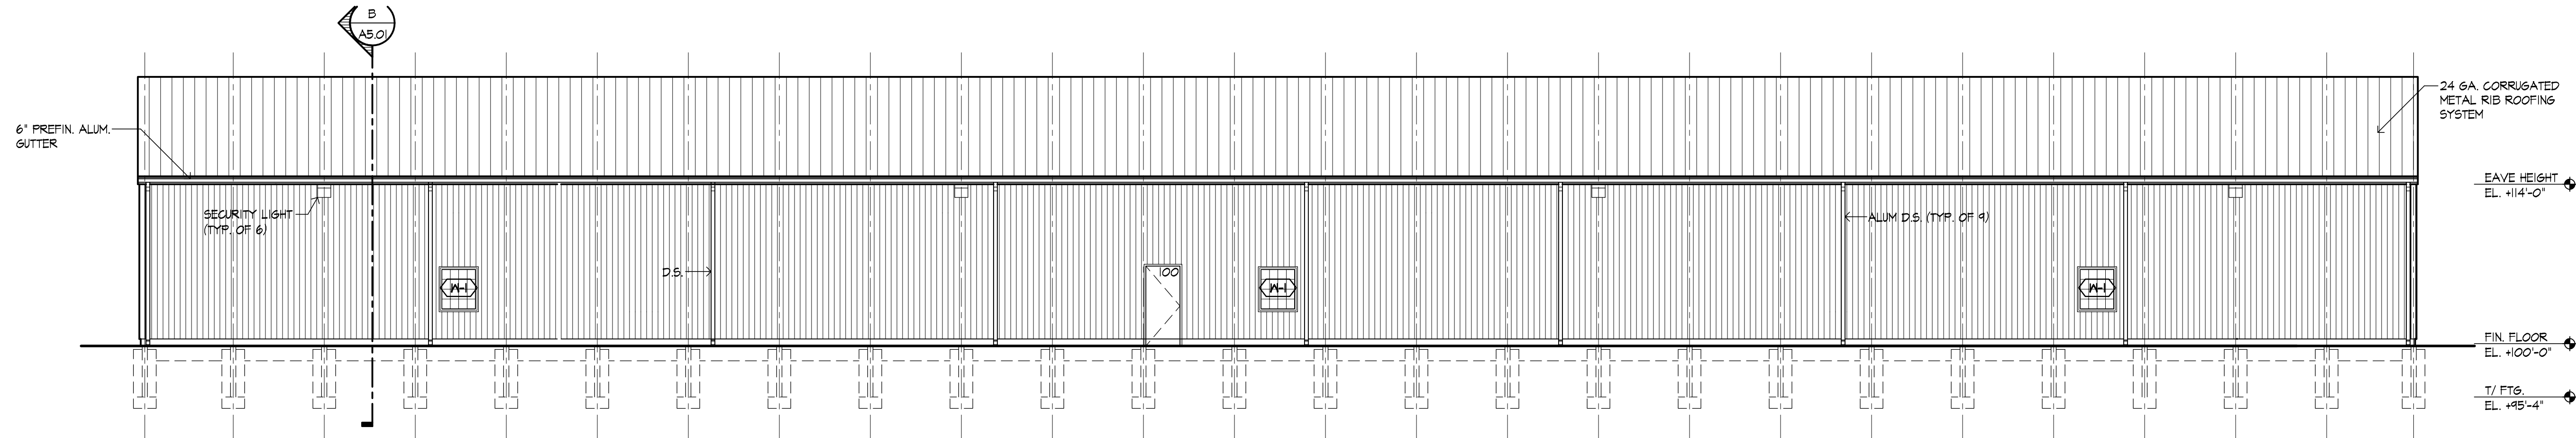 B
A5.01
24 GA. CORRUGATED
METAL RIB ROOFING
SYSTEM
6" PREFIN. ALUM.
GUTTER
EAVE HEIGHT
EL. +114'-0"
SECURITY LIGHT
(TYP. OF 6)
ALUM D.S. (TYP. OF 9)
D.S.
100
W-1
W-1
W-1
FIN. FLOOR
EL. +100'-0"
T/ FTG.
EL. +95'-4"